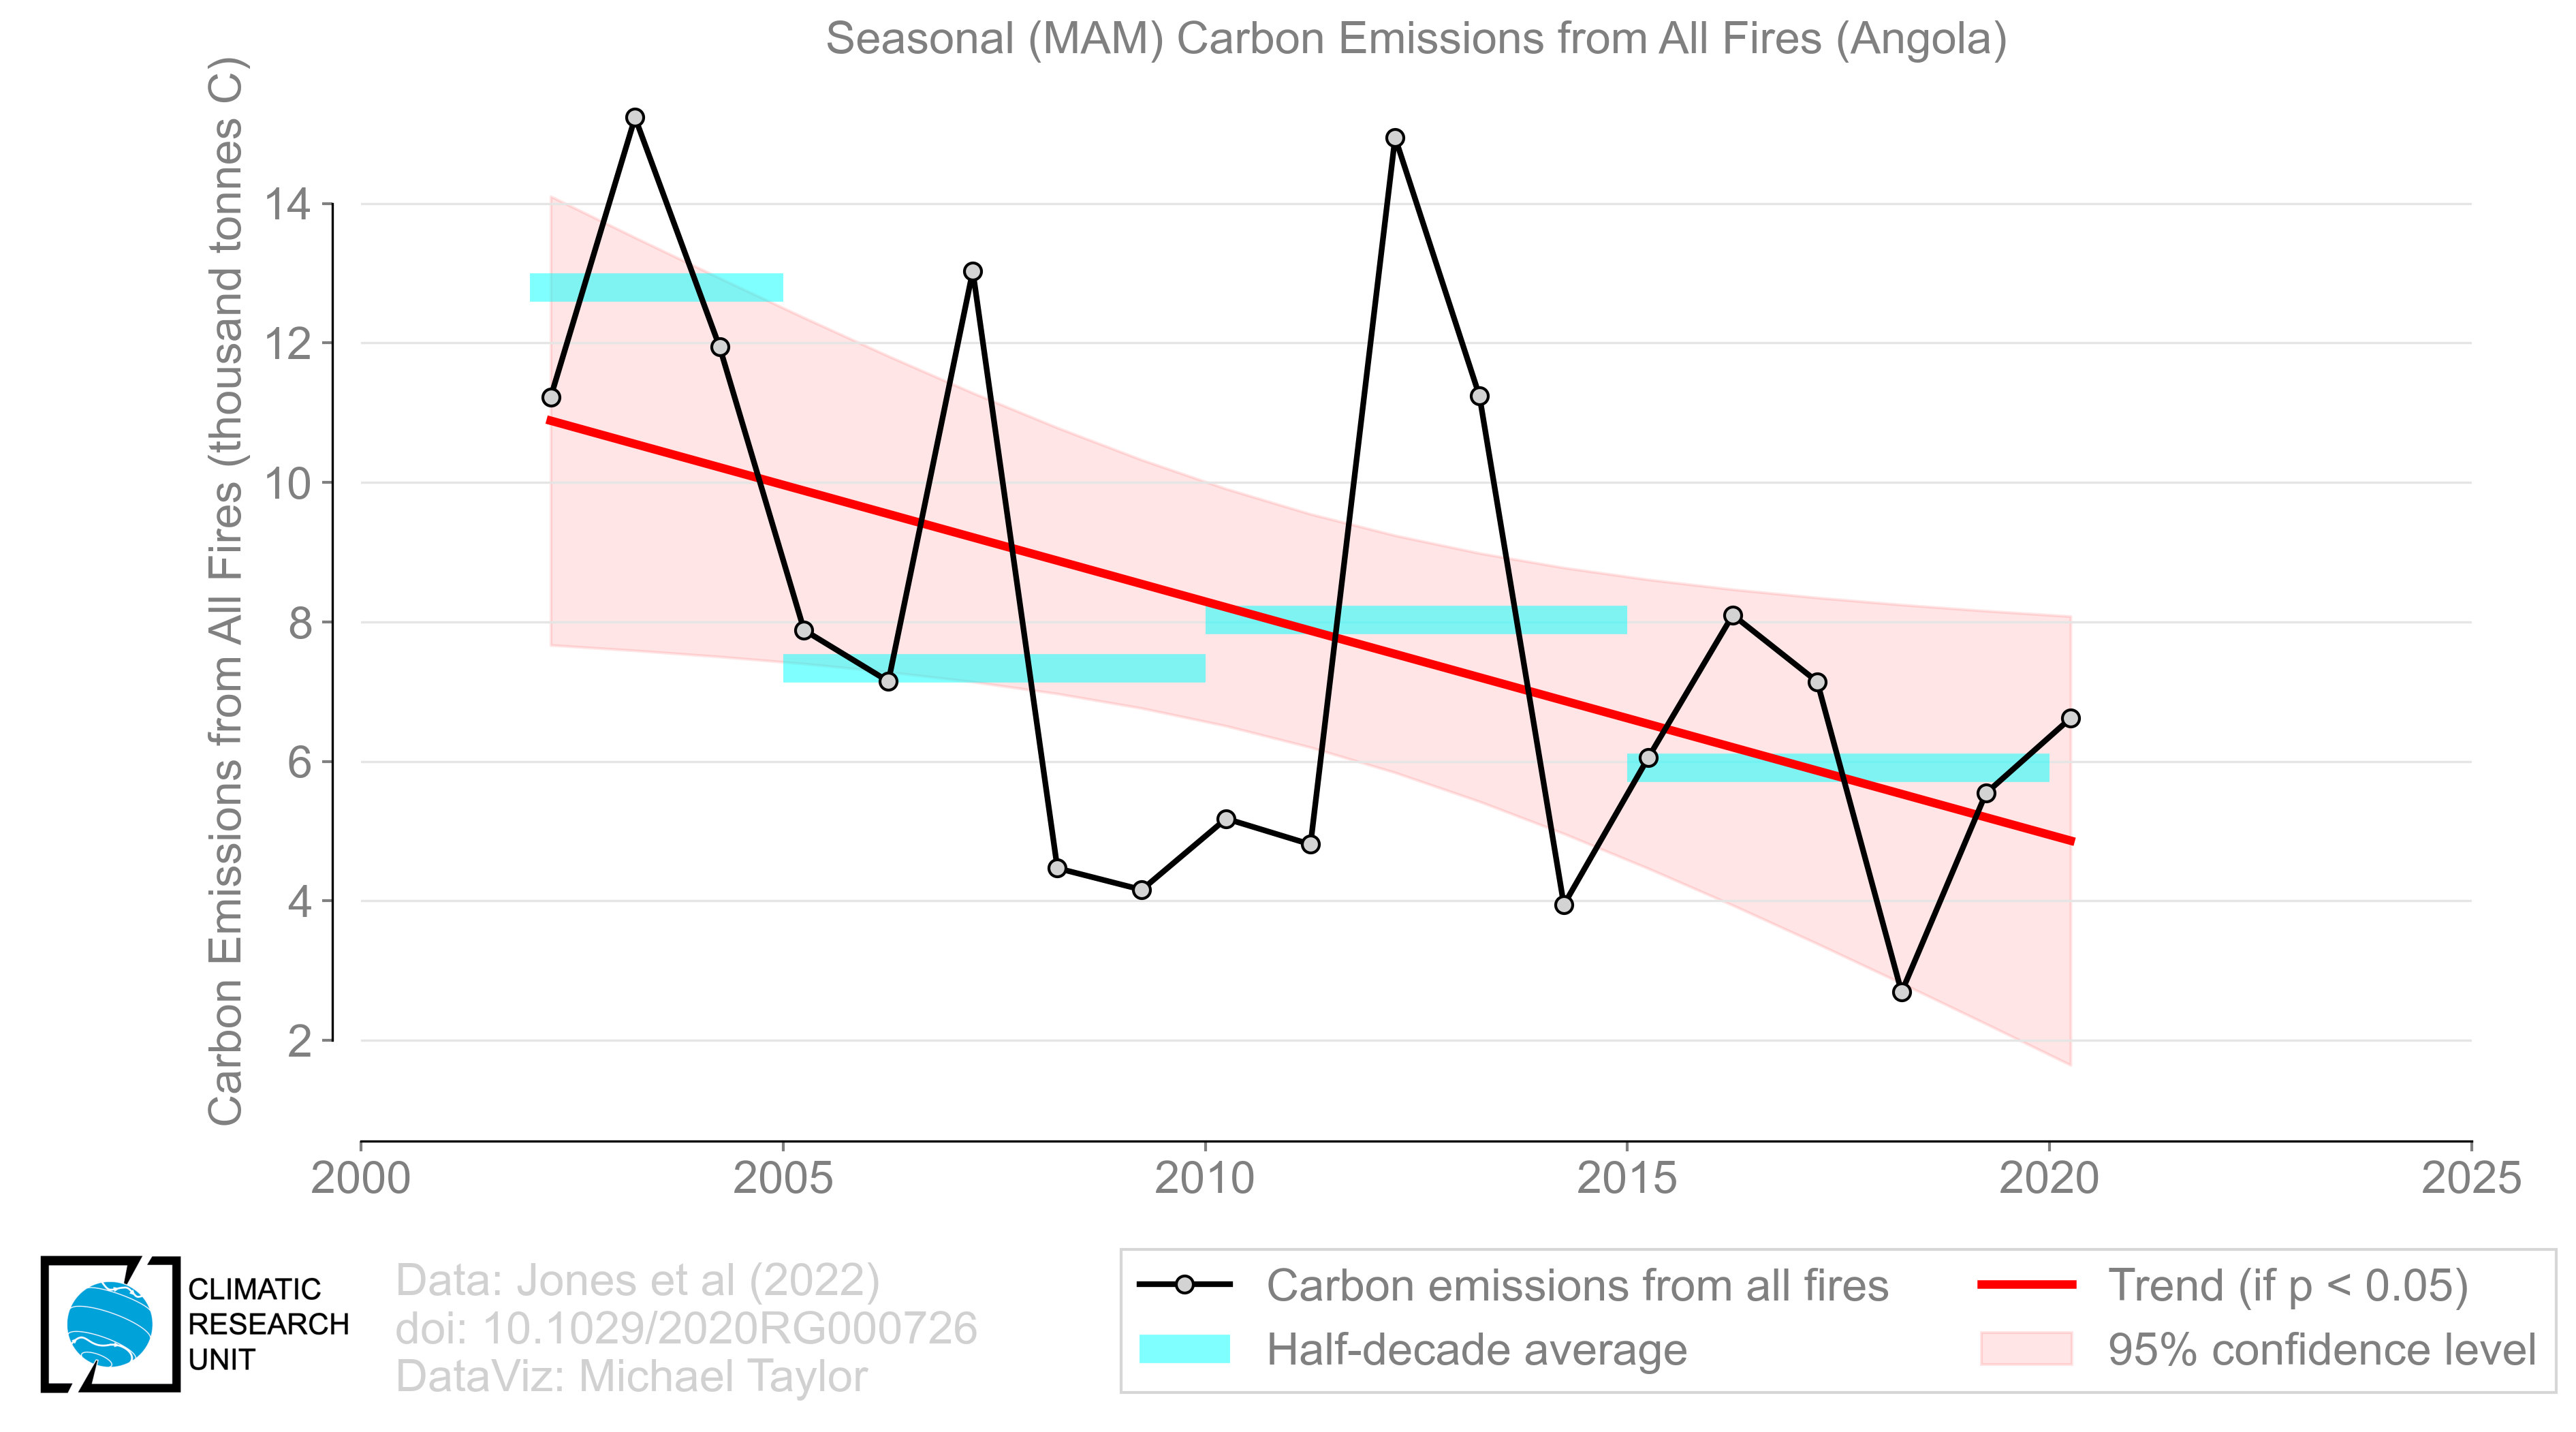 Seasonal (MAM) Carbon Emissions from All Fires (Angola)
Carbon Emissions from All Fires (thousand tonnes C)
14
12
10
8
6
4
2
2000
2005
2010
2015
2020
2025
CLIMATIC
RESEARCH
UNIT
Data: Jones et al (2022)
doi: 10.1029/2020RG000726
DataViz: Michael Taylor
Carbon emissions from all fires
Half-decade average
Trend (if p < 0.05)
95% confidence level